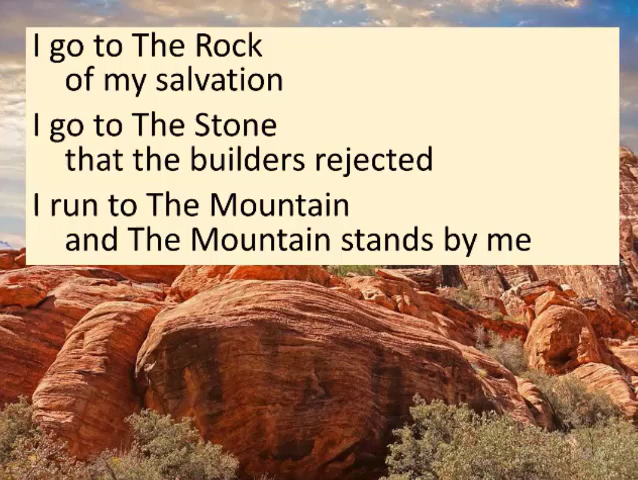 I go to The Rock
of my salvation
I go to The Stone
that the builders rejected
I run to The Mountain
and The Mountain stands by me